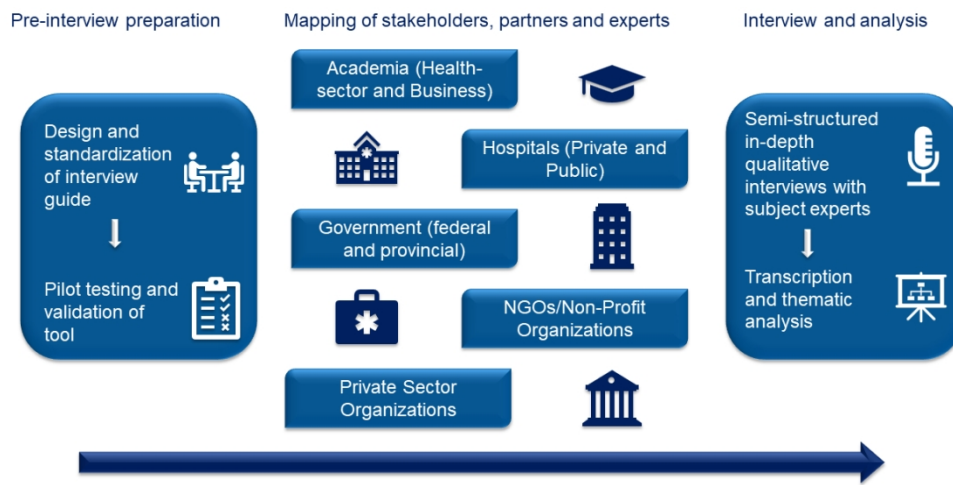 Pre-interview preparation
Mapping of stakeholders, partners and experts
Interview and analysis
Design and
standardization
of interview
guide
Pilot testing and
validation of
tool
Academia (Health-
sector and Business)
Hospitals (Private and
Public)
Government (federal
and provincial)
NGOs/Non-Profit
Organizations
Private Sector
Organizations
Semi-structured
in-depth
qualitative
interviews with
subject experts
Transcription
and thematic
analysis